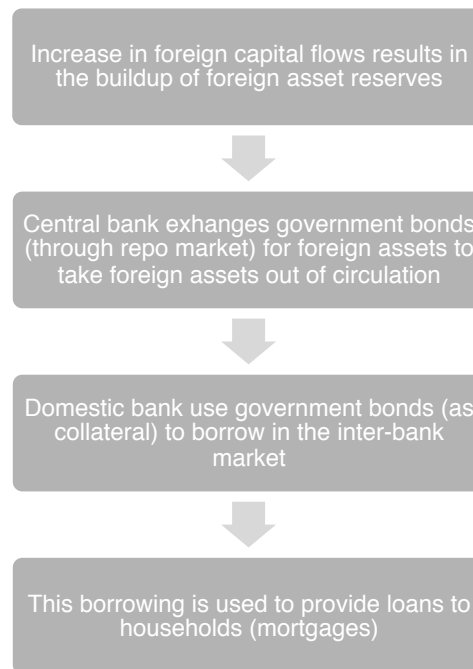 Increase in foreign capital flows results in
the buildup of foreign asset reserves
Central bank exhanges government bonds
(through repo market) for foreign assets to
take foreign assets out of circulation
Domestic bank use government bonds (as
collateral) to borrow in the inter-bank
market
This borrowing is used to provide loans to
households (mortgages)